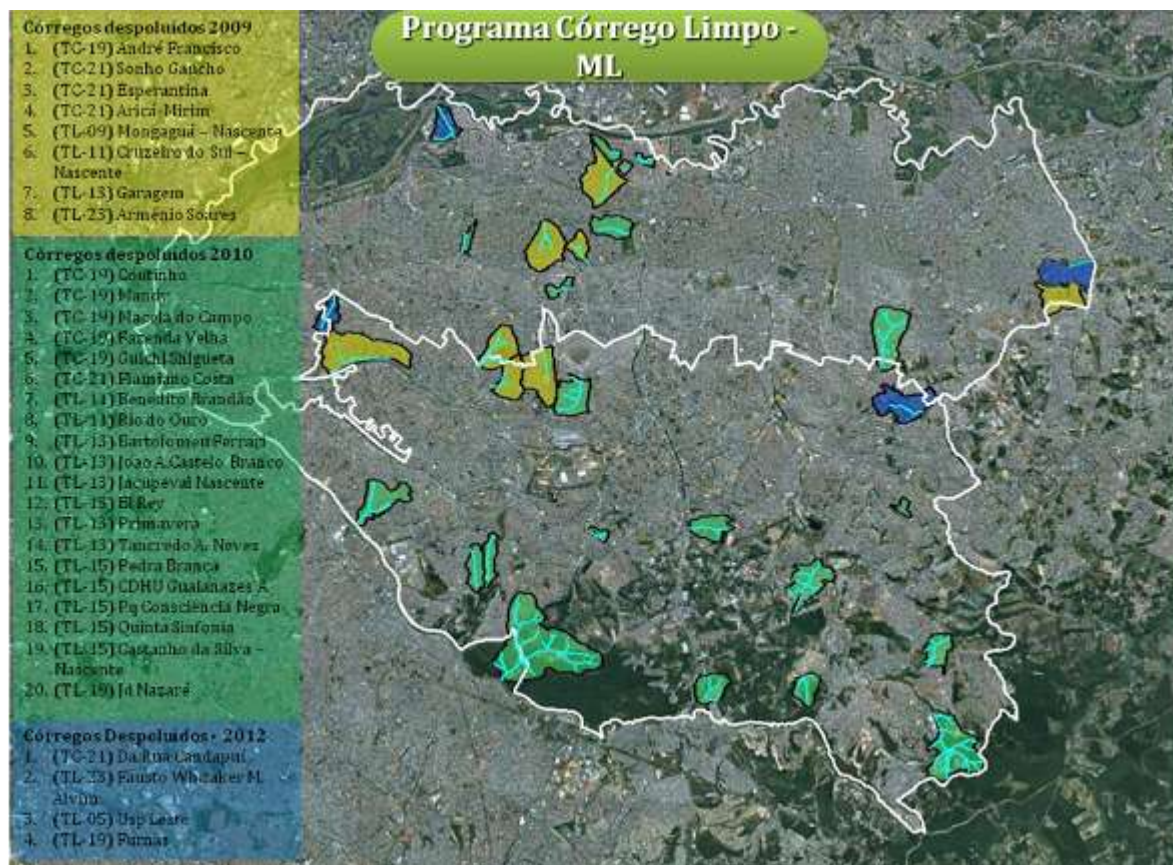 Programa Córrego Limpo -
ML
Córregos despoluídos 2009
1. (TC-19) André Francisco
2. (TC-21) Sonho Gaúcho
3. (TC-21) Esperantina
4. (TC-21) Aricá-Mirim
5. (TL-09) Mongaguá – Nascente
6. (TL-11) Cruzeiro do Sul –
Nascente
7. (TL-13) Garagem
8. (TL-23) Armênio Soares
Córregos despoluídos 2010
1. (TC-19) Coutinho
2. (TC-19) Mandy
3. (TC-19) Macela do Campo
4. (TC-19) Fazenda Velha
5. (TC-19) Guichi Shigueta
6. (TC-21) Costa
7. (TL-11) Benedito Brandão
8. (TL-11) Rio do Ouro
9. (TL-13) Bartolomeu Ferrari
10. (TL-13) João A.Castelo Branco
11. (TL-13) Jacupeval Nascente
12. (TL-15) El Rey
13. (TL-13) Primavera
14. (TL-13) Tancredo A. Neves
15. (TL-15) Pedra Branca
16. (TL-15) CDHU Guaianazes A
17. (TL-15) Pq Consciência Negra
18. (TL-15) Quinta Sinfonia
19. (TL-15) Castanho da Silva –
Nascente
20. (TL-19) Jd Nazaré
Córregos Despoluídos - 2012
1. (TC-21) Da Rua Candapuí
2. (TL-23) Fausto Whitaker M.
Alvim
3. (TL-05) Usp Leste
4. (TL-19) Furnas